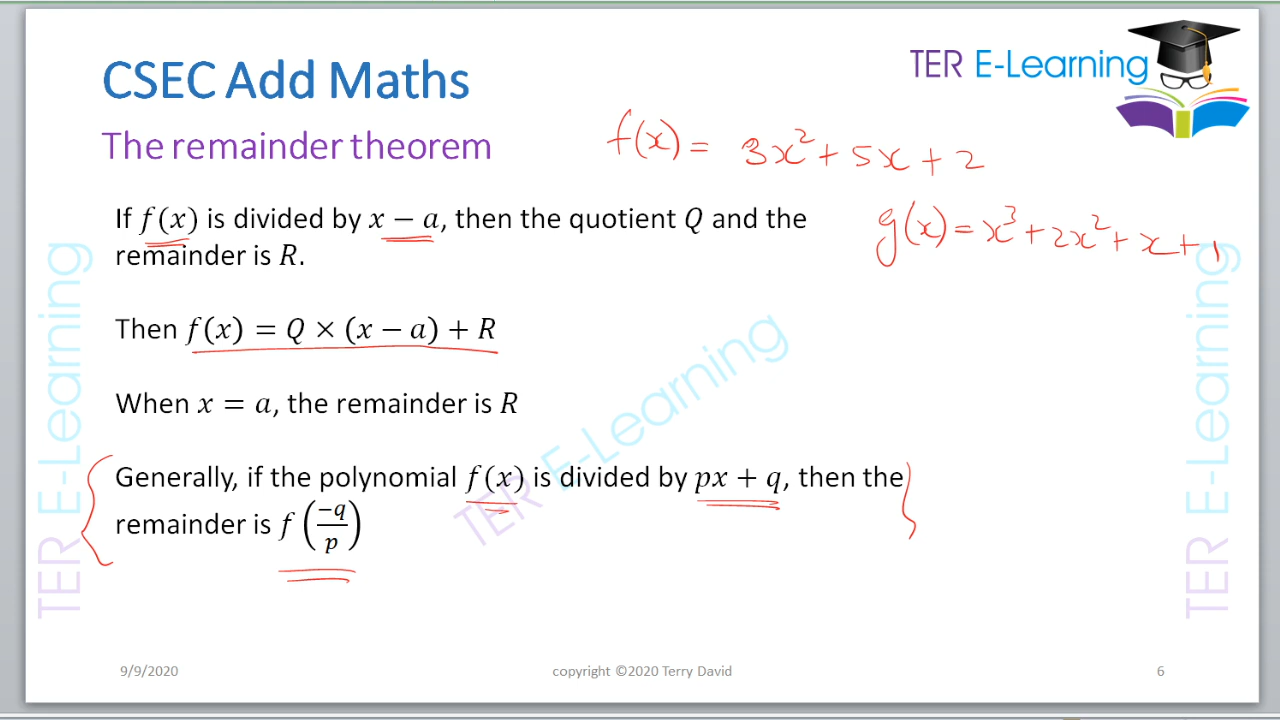 CSEC Add Maths
TER E-Learning
The remainder theorem
f(x) = 3x² + 5x + 2
If f(x) is divided by x − a, then the quotient Q and the
remainder is R.
g(x) = x³ + 2x² + x + 1
Then f(x) = Q × (x − a) + R
When x = a, the remainder is R
Generally, if the polynomial f(x) is divided by px + q, then the
remainder is f(−q/p)
TER E-Learning
TER E-Learning
TER E-Learning
9/9/2020
copyright ©2020 Terry David
6